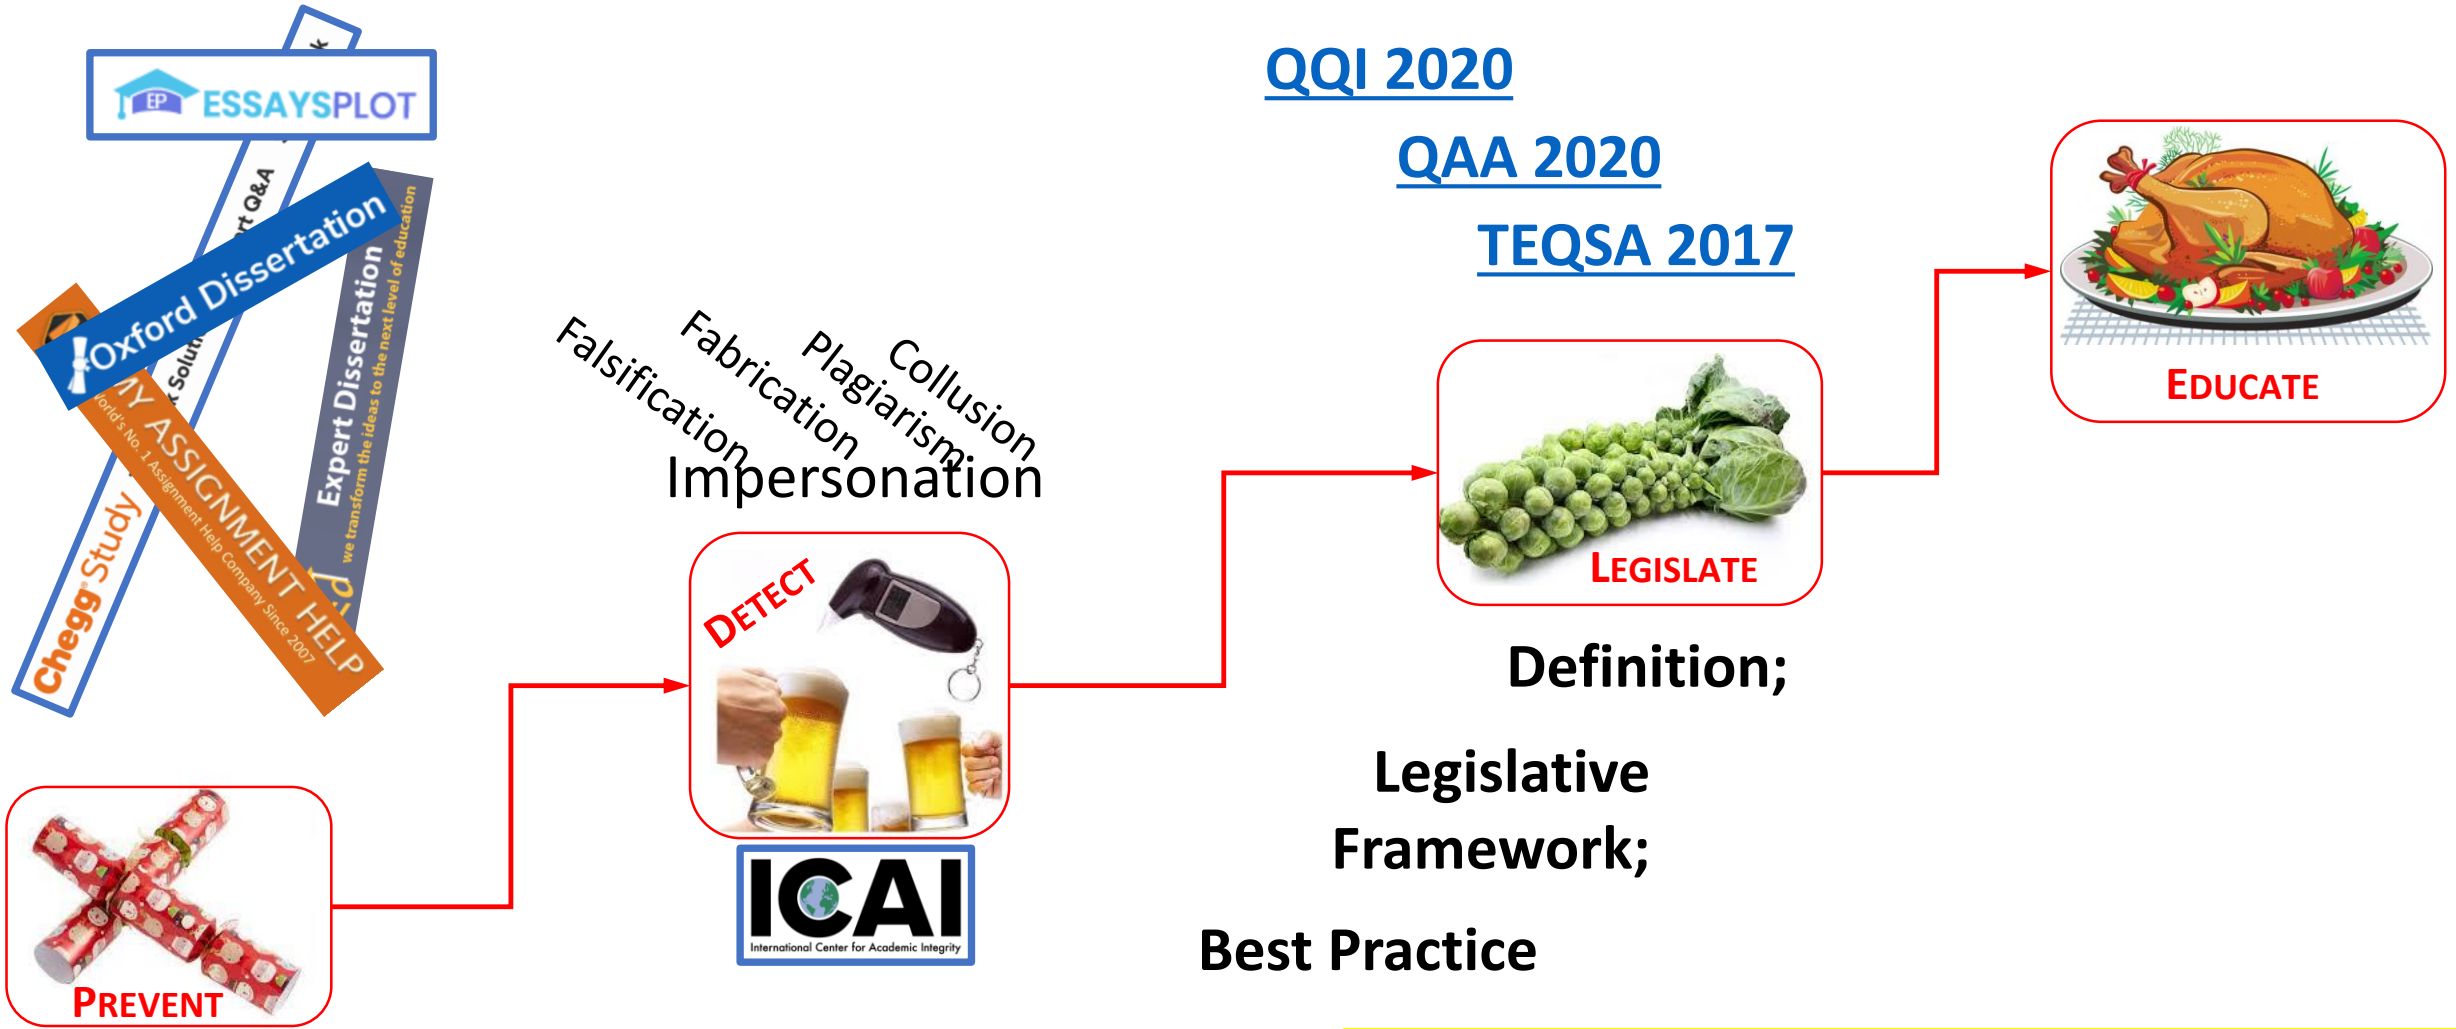 EP ESSAYSPLOT
Oxford Dissertation
Expert Dissertation
we transform the ideas to the next level of education
MY ASSIGNMENT HELP
World's No. 1 Assignment Help Company Since 2007
Chegg Study
PREVENT
Falsification
Fabrication
Plagiarism
Collusion
Impersonation
DETECT
ICAI
International Center for Academic Integrity
QQI 2020
QAA 2020
TEQSA 2017
LEGISLATE
Definition;
Legislative
Framework;
Best Practice
EDUCATE